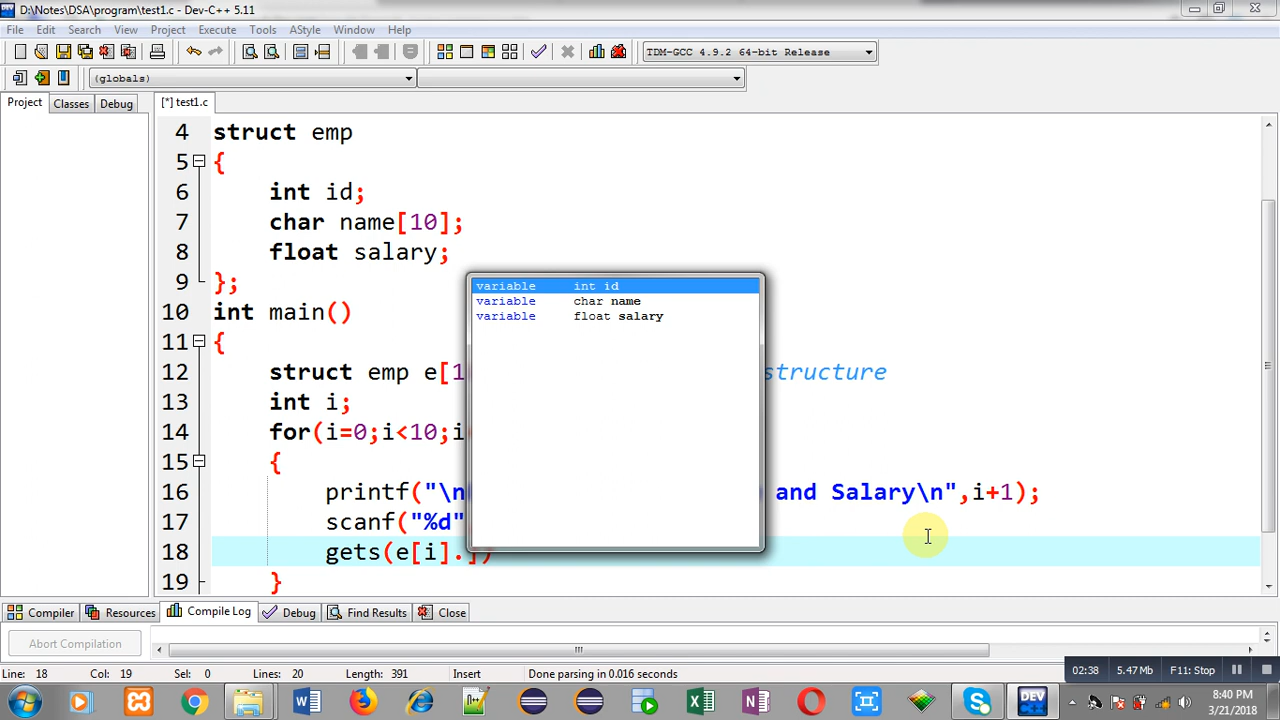 D:\Notes\DSA\program\test1.c - Dev-C++ 5.11
File Edit Search View Project Execute Tools AStyle Window Help
TDM-GCC 4.9.2 64-bit Release
(globals)
Project Classes Debug [*] test1.c
4 struct emp
5 {
6 int id;
7 char name[10];
8 float salary;
9 };
10 int main()
11 {
12 struct emp e[1 structure
13 int i;
14 for(i=0;i<10;i
15 {
16 printf("\n and Salary\n",i+1);
17 scanf("%d"
18 gets(e[i].])
19 }
variable int id
variable char name
variable float salary
Compiler Resources Compile Log Debug Find Results Close
Abort Compilation
Line: 18 Col: 19 Sel: 0 Lines: 20 Length: 391 Insert Done parsing in 0.016 seconds
02:38 5.47 Mb F11: Stop
DEV
8:40 PM
3/21/2018